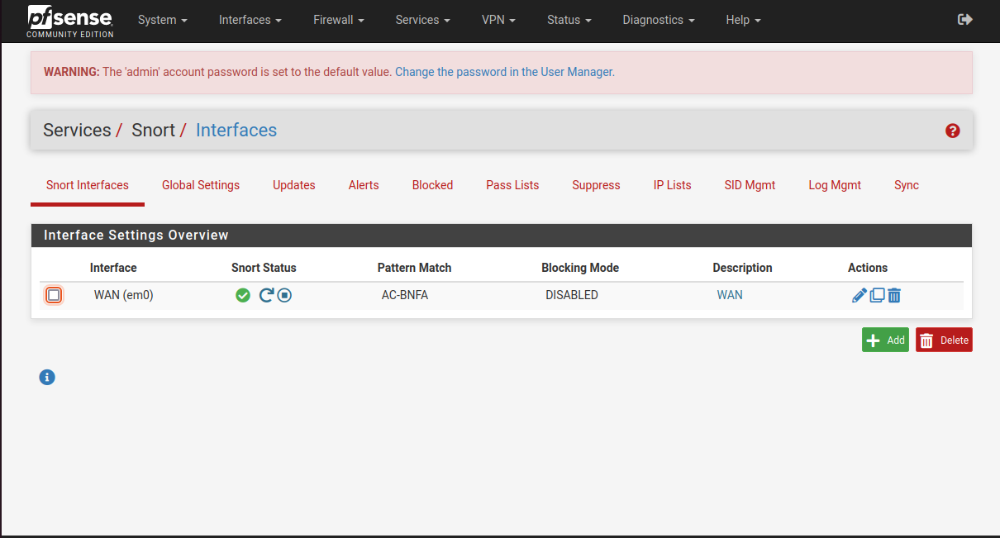 pfsense
COMMUNITY EDITION
System Interfaces Firewall Services VPN Status Diagnostics Help
WARNING: The 'admin' account password is set to the default value. Change the password in the User Manager.
Services / Snort / Interfaces
Snort Interfaces Global Settings Updates Alerts Blocked Pass Lists Suppress IP Lists SID Mgmt Log Mgmt Sync
Interface Settings Overview
Interface Snort Status Pattern Match Blocking Mode Description Actions
WAN (em0) AC-BNFA DISABLED WAN
Add Delete